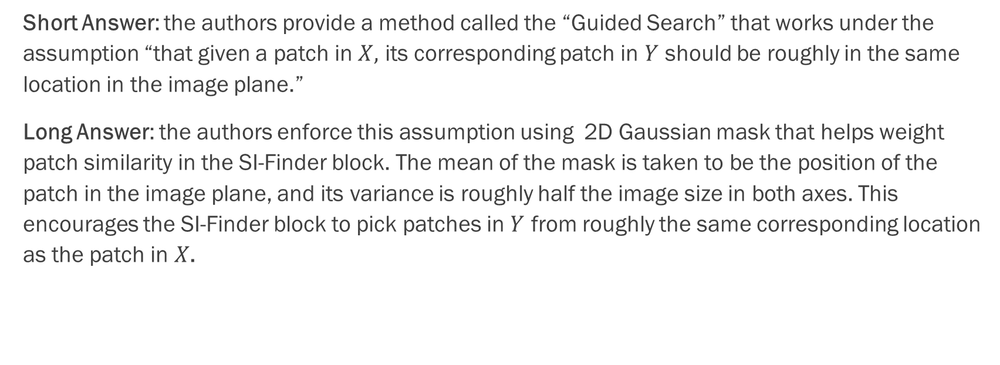 Short Answer: the authors provide a method called the “Guided Search” that works under the
assumption “that given a patch in X, its corresponding patch in Y should be roughly in the same
location in the image plane.”
Long Answer: the authors enforce this assumption using 2D Gaussian mask that helps weight
patch similarity in the SI-Finder block. The mean of the mask is taken to be the position of the
patch in the image plane, and its variance is roughly half the image size in both axes. This
encourages the SI-Finder block to pick patches in Y from roughly the same corresponding location
as the patch in X.